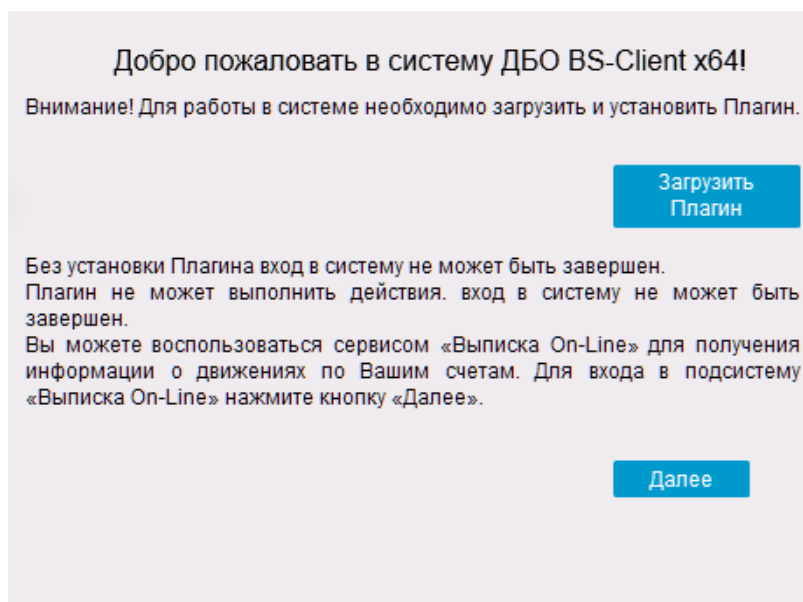 Добро пожаловать в систему ДБО BS-Client x64!
Внимание! Для работы в системе необходимо загрузить и установить Плагин.
Загрузить
Плагин
Без установки Плагина вход в систему не может быть завершен.
Плагин не может выполнить действия. вход в систему не может быть
завершен.
Вы можете воспользоваться сервисом «Выписка On-Line» для получения
информации о движениях по Вашим счетам. Для входа в подсистему
«Выписка On-Line» нажмите кнопку «Далее».
Далее